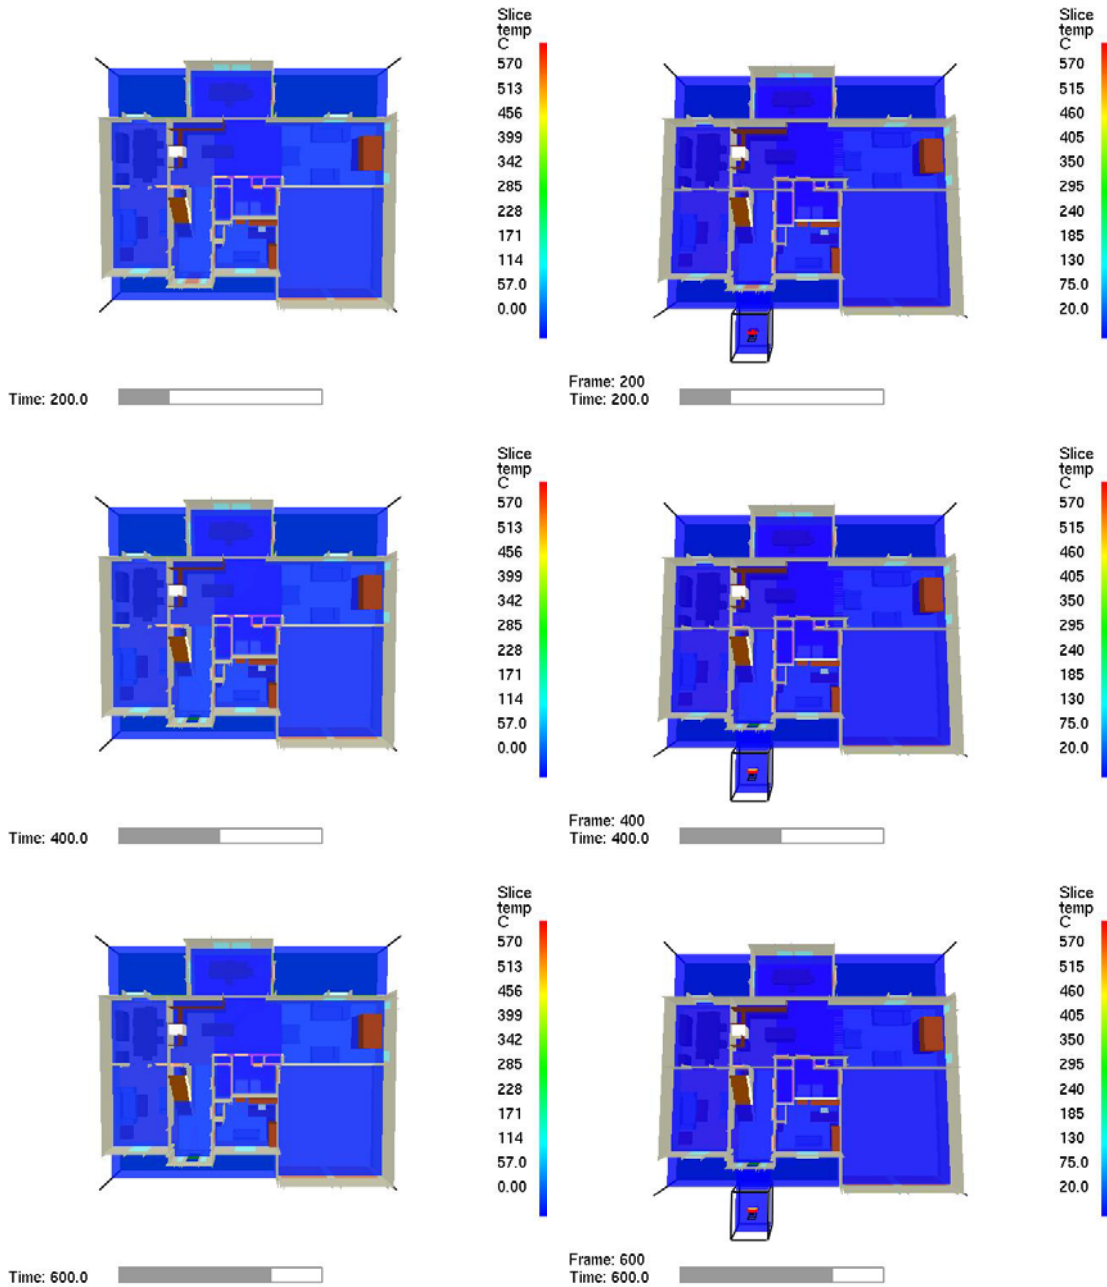 Slice
temp
C
570
513
456
399
342
285
228
171
114
57.0
0.00
Time: 200.0
Slice
temp
C
570
515
460
405
350
295
240
185
130
75.0
20.0
Frame: 200
Time: 200.0
Slice
temp
C
570
513
456
399
342
285
228
171
114
57.0
0.00
Time: 400.0
Slice
temp
C
570
515
460
405
350
295
240
185
130
75.0
20.0
Frame: 400
Time: 400.0
Slice
temp
C
570
513
456
399
342
285
228
171
114
57.0
0.00
Time: 600.0
Slice
temp
C
570
515
460
405
350
295
240
185
130
75.0
20.0
Frame: 600
Time: 600.0